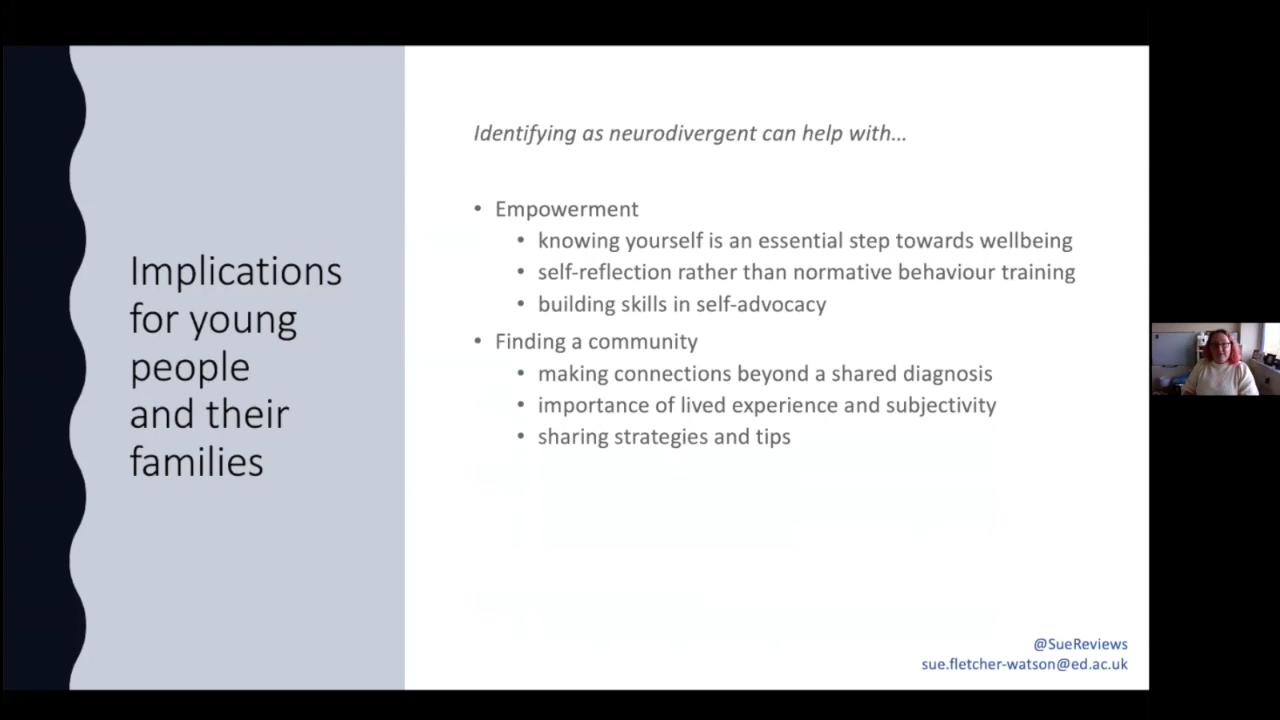 Implications
for young
people
and their
families
Identifying as neurodivergent can help with…
• Empowerment
• knowing yourself is an essential step towards wellbeing
• self-reflection rather than normative behaviour training
• building skills in self-advocacy
• Finding a community
• making connections beyond a shared diagnosis
• importance of lived experience and subjectivity
• sharing strategies and tips
@SueReviews
sue.fletcher-watson@ed.ac.uk